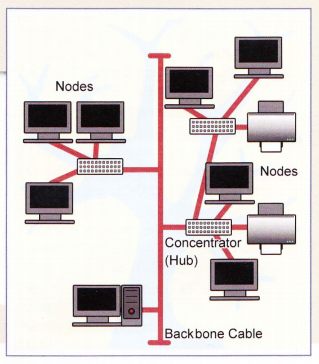 Nodes
Nodes
Concentrator
(Hub)
Backbone Cable